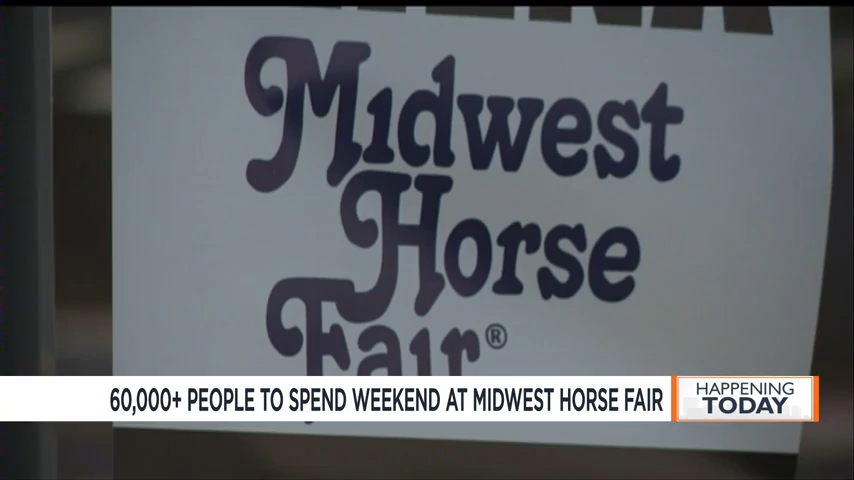 Midwest
Horse
Fair®
60,000+ PEOPLE TO SPEND WEEKEND AT MIDWEST HORSE FAIR
HAPPENING
TODAY